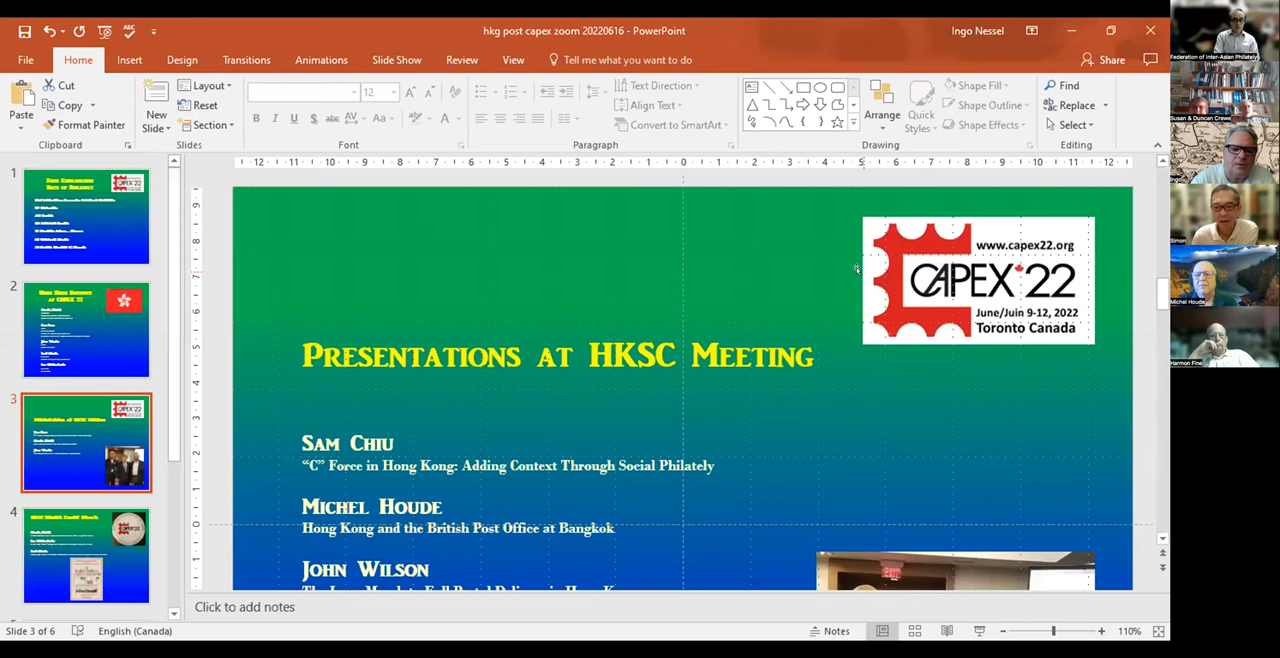 hkg post capex zoom 20220616 - PowerPoint
Ingo Nessel
File Home Insert Design Transitions Animations Slide Show Review View Tell me what you want to do Share
Paste
Cut
Copy
Format Painter
Clipboard
New Slide
Layout
Reset
Section
Slides
12
Font
Text Direction
Align Text
Convert to SmartArt
Paragraph
Arrange
Quick Styles
Shape Fill
Shape Outline
Shape Effects
Drawing
Find
Replace
Select
Editing
1
2
3
4
www.capex22.org
CAPEX 22
June/Juin 9-12, 2022
Toronto Canada
Presentations at HKSC Meeting
Sam Chiu
“C” Force in Hong Kong: Adding Context Through Social Philately
Michel Houde
Hong Kong and the British Post Office at Bangkok
John Wilson
Click to add notes
Slide 3 of 6
English (Canada)
Notes
110%
Federation of Inter-Asian Philately
Susan & Duncan Crewe
Simon
Michel Houde
Harmon Fine